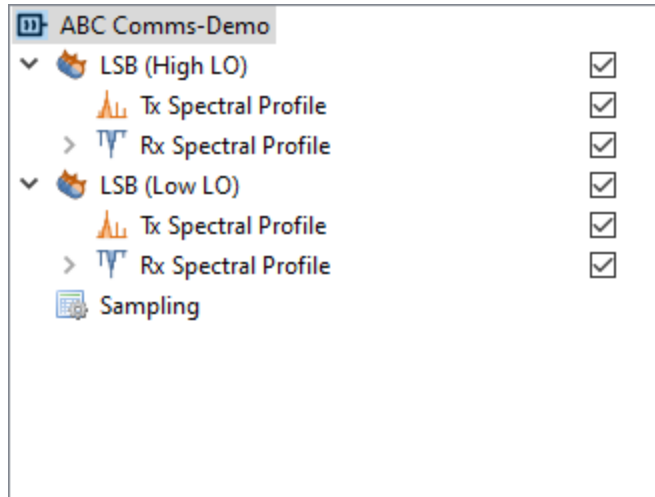 ABC Comms-Demo
LSB (High LO)
Tx Spectral Profile
Rx Spectral Profile
LSB (Low LO)
Tx Spectral Profile
Rx Spectral Profile
Sampling